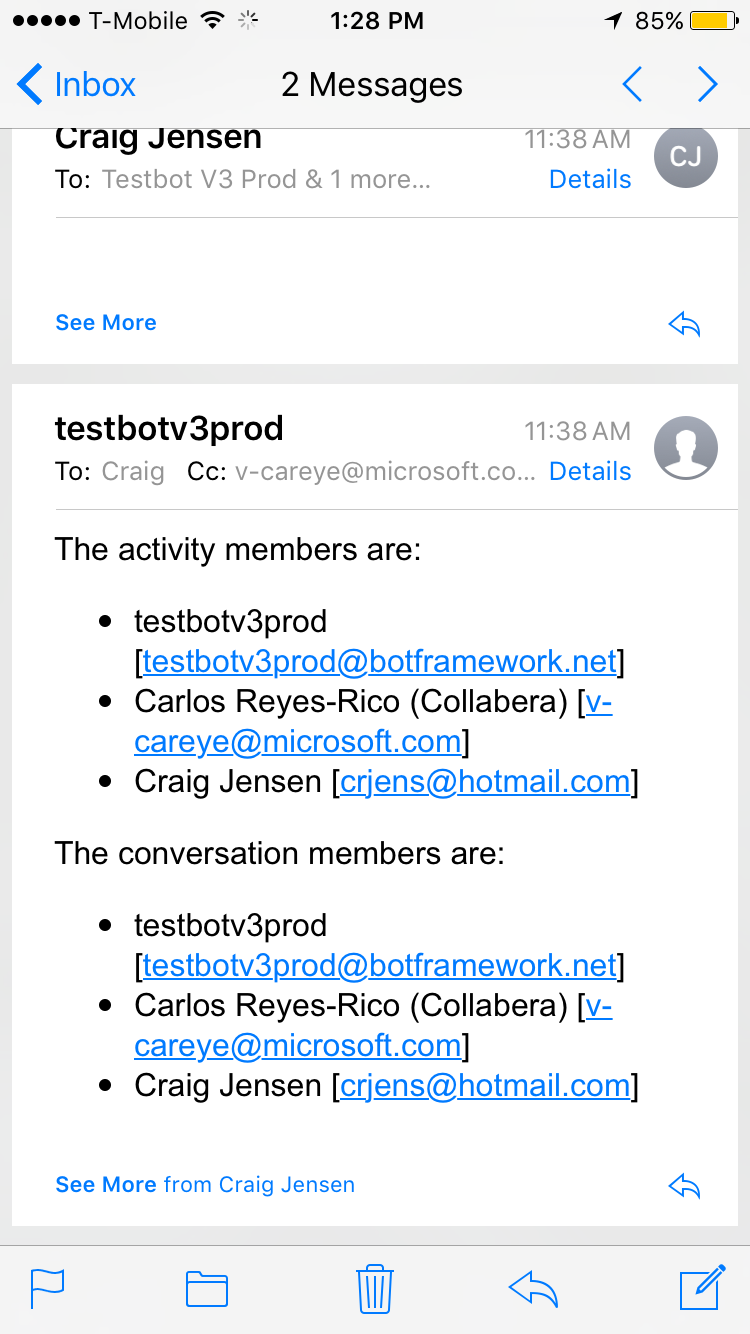 T-Mobile 1:28 PM 85%
Inbox 2 Messages
Craig Jensen 11:38 AM CJ
To: Testbot V3 Prod & 1 more... Details
See More
testbotv3prod 11:38 AM
To: Craig Cc: v-careye@microsoft.co... Details
The activity members are:
• testbotv3prod
[testbotv3prod@botframework.net]
• Carlos Reyes-Rico (Collabera) [v-
careye@microsoft.com]
• Craig Jensen [crjens@hotmail.com]
The conversation members are:
• testbotv3prod
[testbotv3prod@botframework.net]
• Carlos Reyes-Rico (Collabera) [v-
careye@microsoft.com]
• Craig Jensen [crjens@hotmail.com]
See More from Craig Jensen